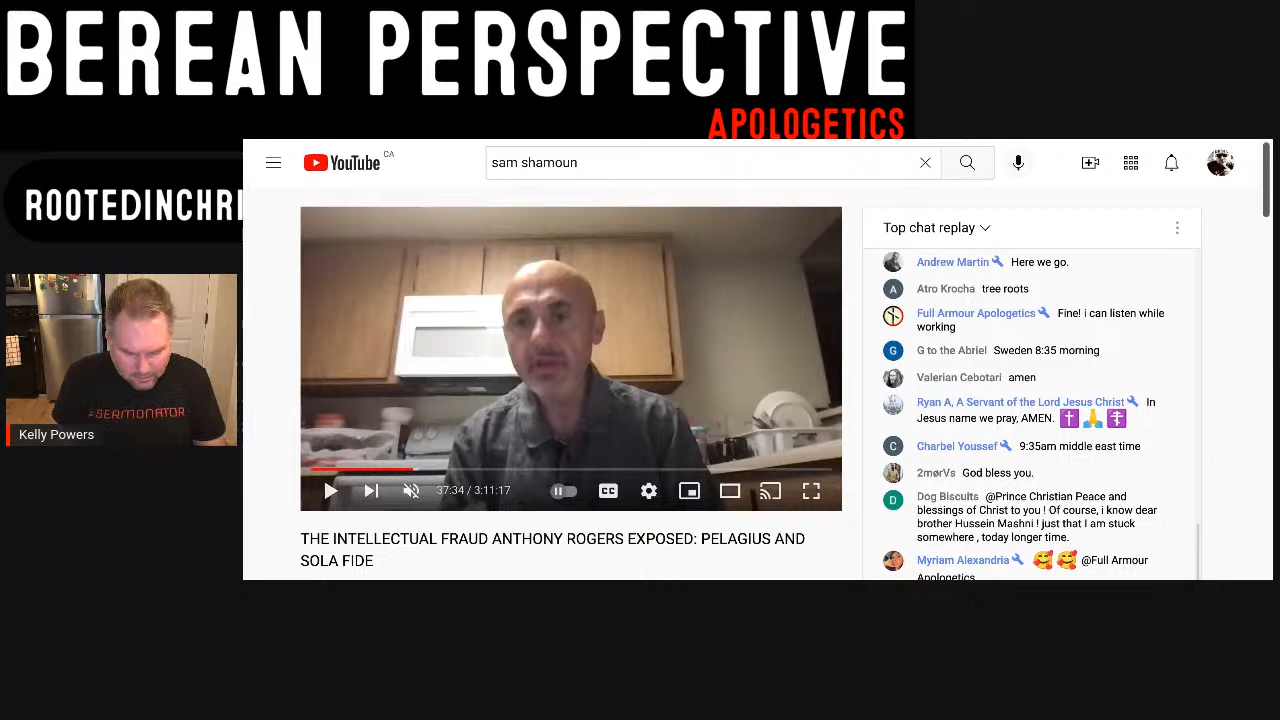 BEREAN PERSPECTIVE
APOLOGETICS
ROOTEDINCHRI
YouTube CA
sam shamoun
Top chat replay
Andrew Martin Here we go.
A Atro Krocha tree roots
Full Armour Apologetics Fine! i can listen while
working
G G to the Abriel Sweden 8:35 morning
Valerian Cebotari amen
Ryan A, A Servant of the Lord Jesus Christ In
Jesus name we pray, AMEN. ✝️ 🙏 ☦️
C Charbel Youssef 9:35am middle east time
2mørVs God bless you.
D Dog Biscuits @Prince Christian Peace and
blessings of Christ to you ! Of course, i know dear
brother Hussein Mashni ! just that I am stuck
somewhere , today longer time.
Myriam Alexandria 🥰 🥰 @Full Armour
Apologetics
#SERMONATOR
Kelly Powers
37:34 / 3:11:17
CC
THE INTELLECTUAL FRAUD ANTHONY ROGERS EXPOSED: PELAGIUS AND
SOLA FIDE